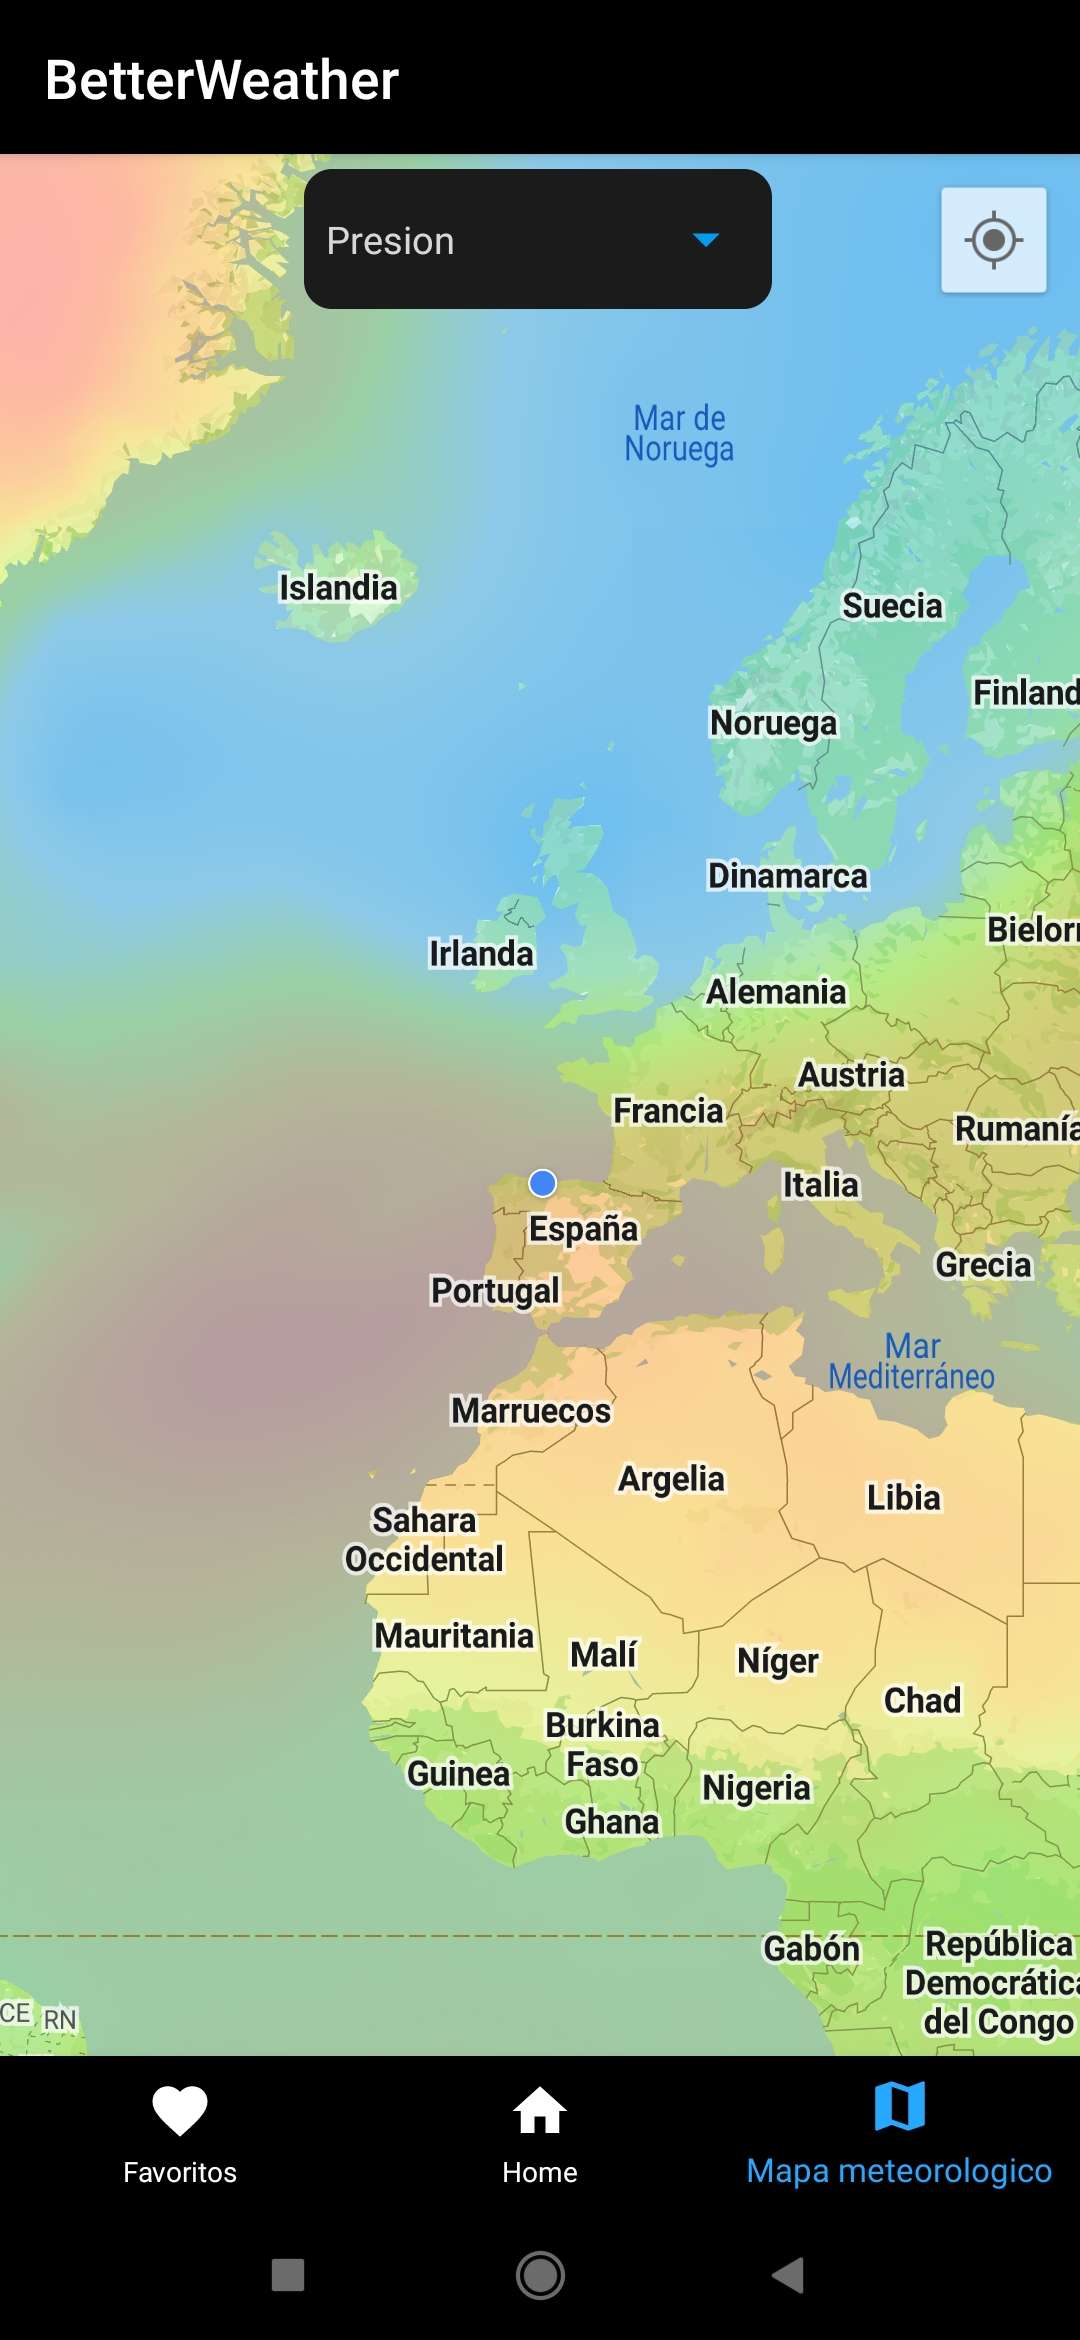 BetterWeather
Presion
Mar de
Noruega
Islandia
Suecia
Finland
Noruega
Dinamarca
Bielorr
Irlanda
Alemania
Austria
Francia
Rumanía
Italia
España
Grecia
Portugal
Mar
Mediterráneo
Marruecos
Argelia
Libia
Sahara
Occidental
Mauritania
Malí
Níger
Chad
Burkina
Faso
Guinea
Nigeria
Ghana
Gabón
República
Democrática
del Congo
CE
RN
Favoritos
Home
Mapa meteorologico